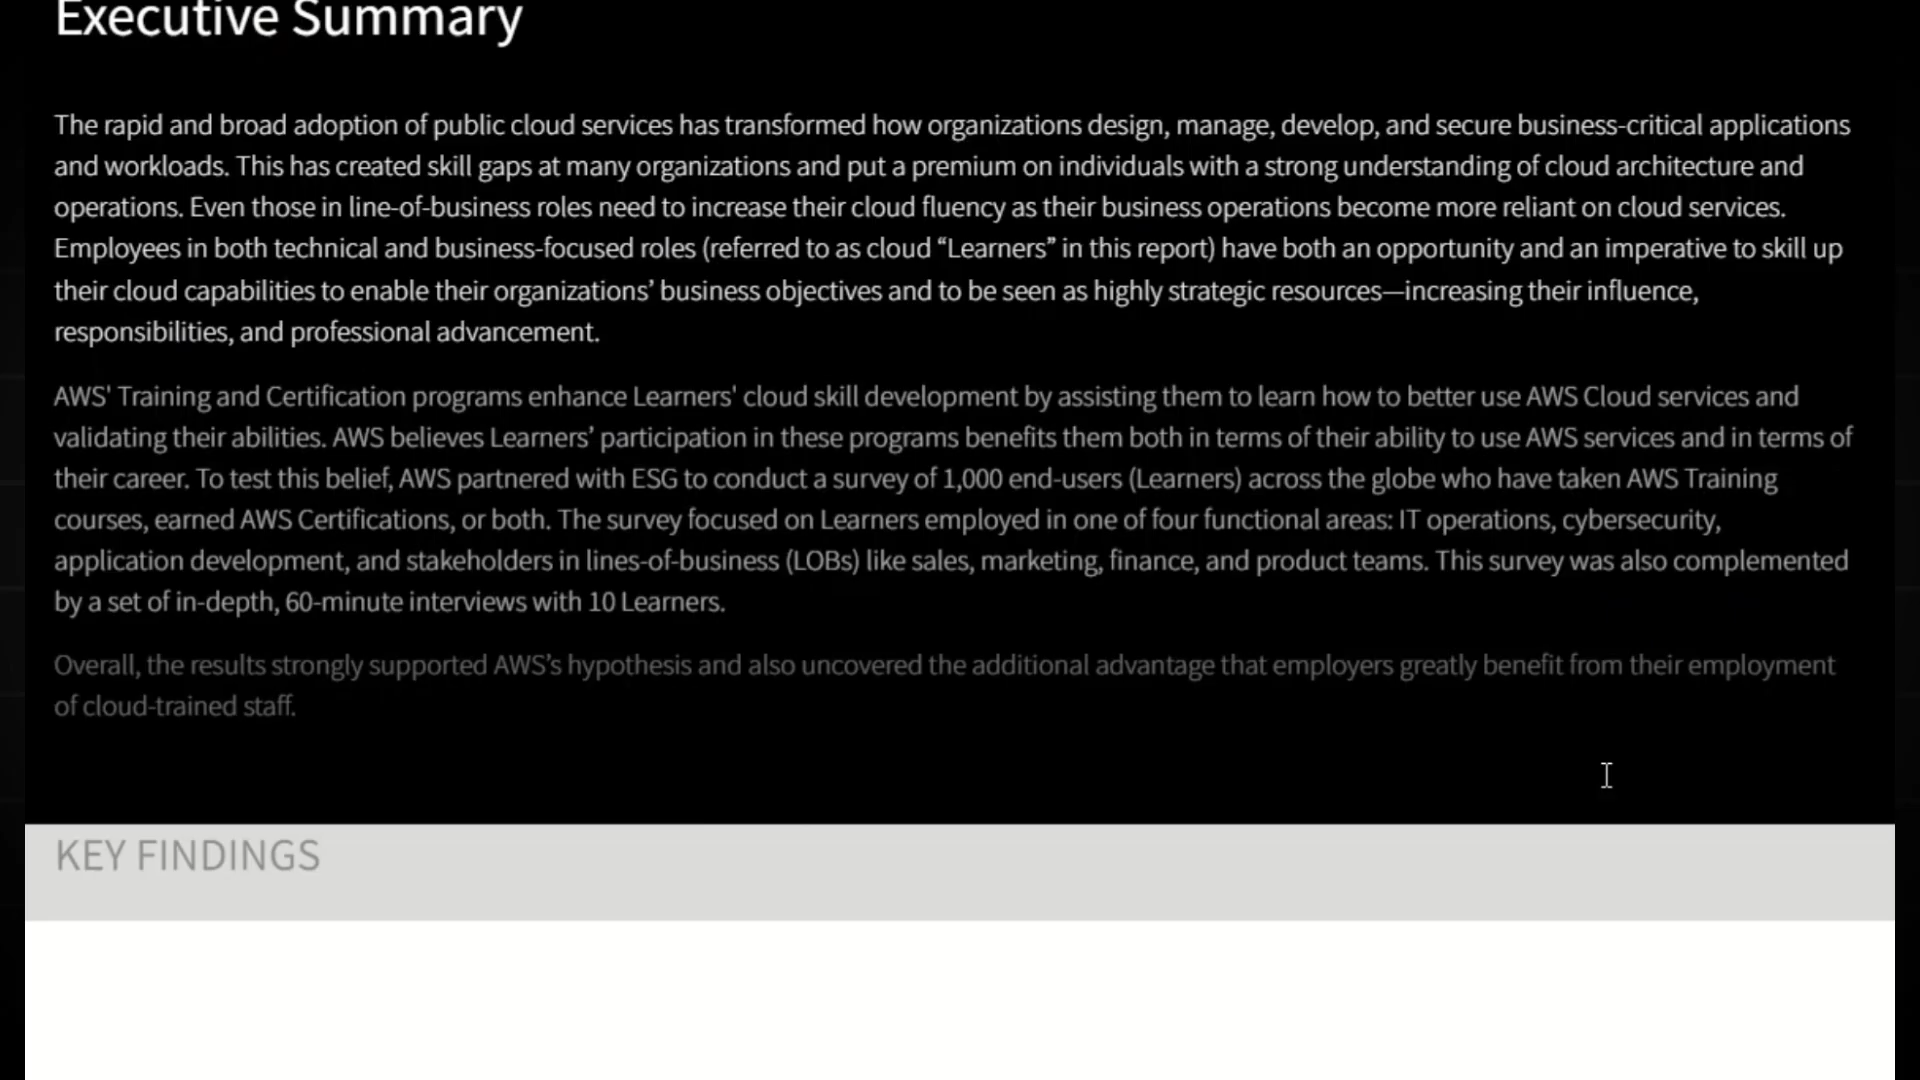 Executive Summary
The rapid and broad adoption of public cloud services has transformed how organizations design, manage, develop, and secure business-critical applications
and workloads. This has created skill gaps at many organizations and put a premium on individuals with a strong understanding of cloud architecture and
operations. Even those in line-of-business roles need to increase their cloud fluency as their business operations become more reliant on cloud services.
Employees in both technical and business-focused roles (referred to as cloud “Learners” in this report) have both an opportunity and an imperative to skill up
their cloud capabilities to enable their organizations’ business objectives and to be seen as highly strategic resources—increasing their influence,
responsibilities, and professional advancement.
AWS' Training and Certification programs enhance Learners' cloud skill development by assisting them to learn how to better use AWS Cloud services and
validating their abilities. AWS believes Learners’ participation in these programs benefits them both in terms of their ability to use AWS services and in terms of
their career. To test this belief, AWS partnered with ESG to conduct a survey of 1,000 end-users (Learners) across the globe who have taken AWS Training
courses, earned AWS Certifications, or both. The survey focused on Learners employed in one of four functional areas: IT operations, cybersecurity,
application development, and stakeholders in lines-of-business (LOBs) like sales, marketing, finance, and product teams. This survey was also complemented
by a set of in-depth, 60-minute interviews with 10 Learners.
Overall, the results strongly supported AWS’s hypothesis and also uncovered the additional advantage that employers greatly benefit from their employment
of cloud-trained staff.
KEY FINDINGS